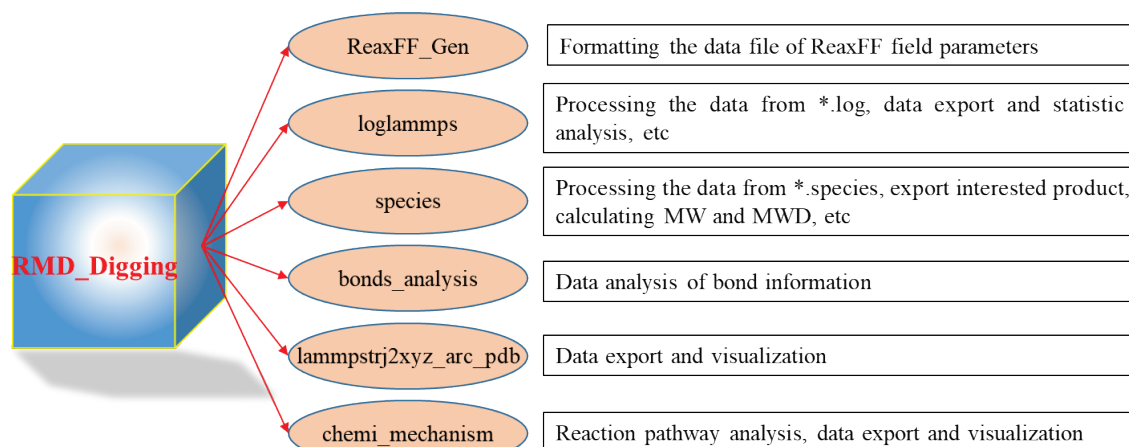 ReaxFF_Gen
Formatting the data file of ReaxFF field parameters
loglammps
Processing the data from *.log, data export and statistic
analysis, etc
species
Processing the data from *.species, export interested product,
calculating MW and MWD, etc
RMD_Digging
bonds_analysis
Data analysis of bond information
lammpstrj2xyz_arc_pdb
Data export and visualization
chemi_mechanism
Reaction pathway analysis, data export and visualization